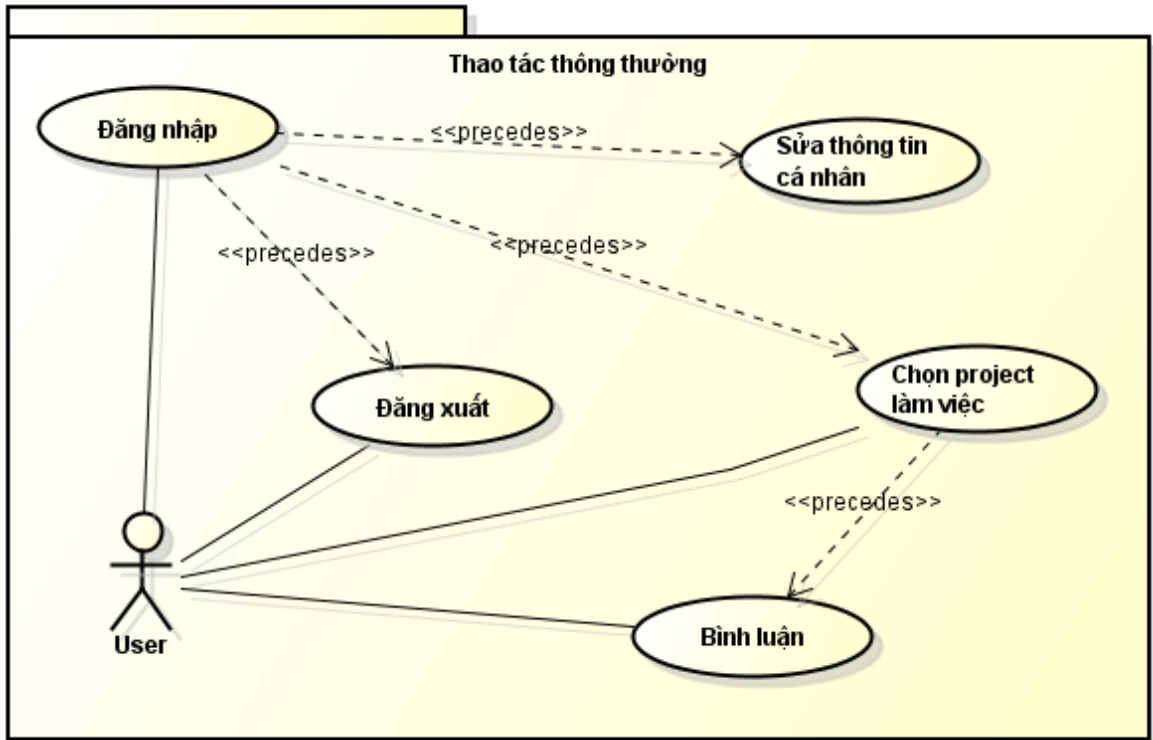 Thao tác thông thường
Đăng nhập
<<precedes>>
Sửa thông tin
cá nhân
<<precedes>>
<<precedes>>
Chọn project
làm việc
Đăng xuất
<<precedes>>
Bình luận
User